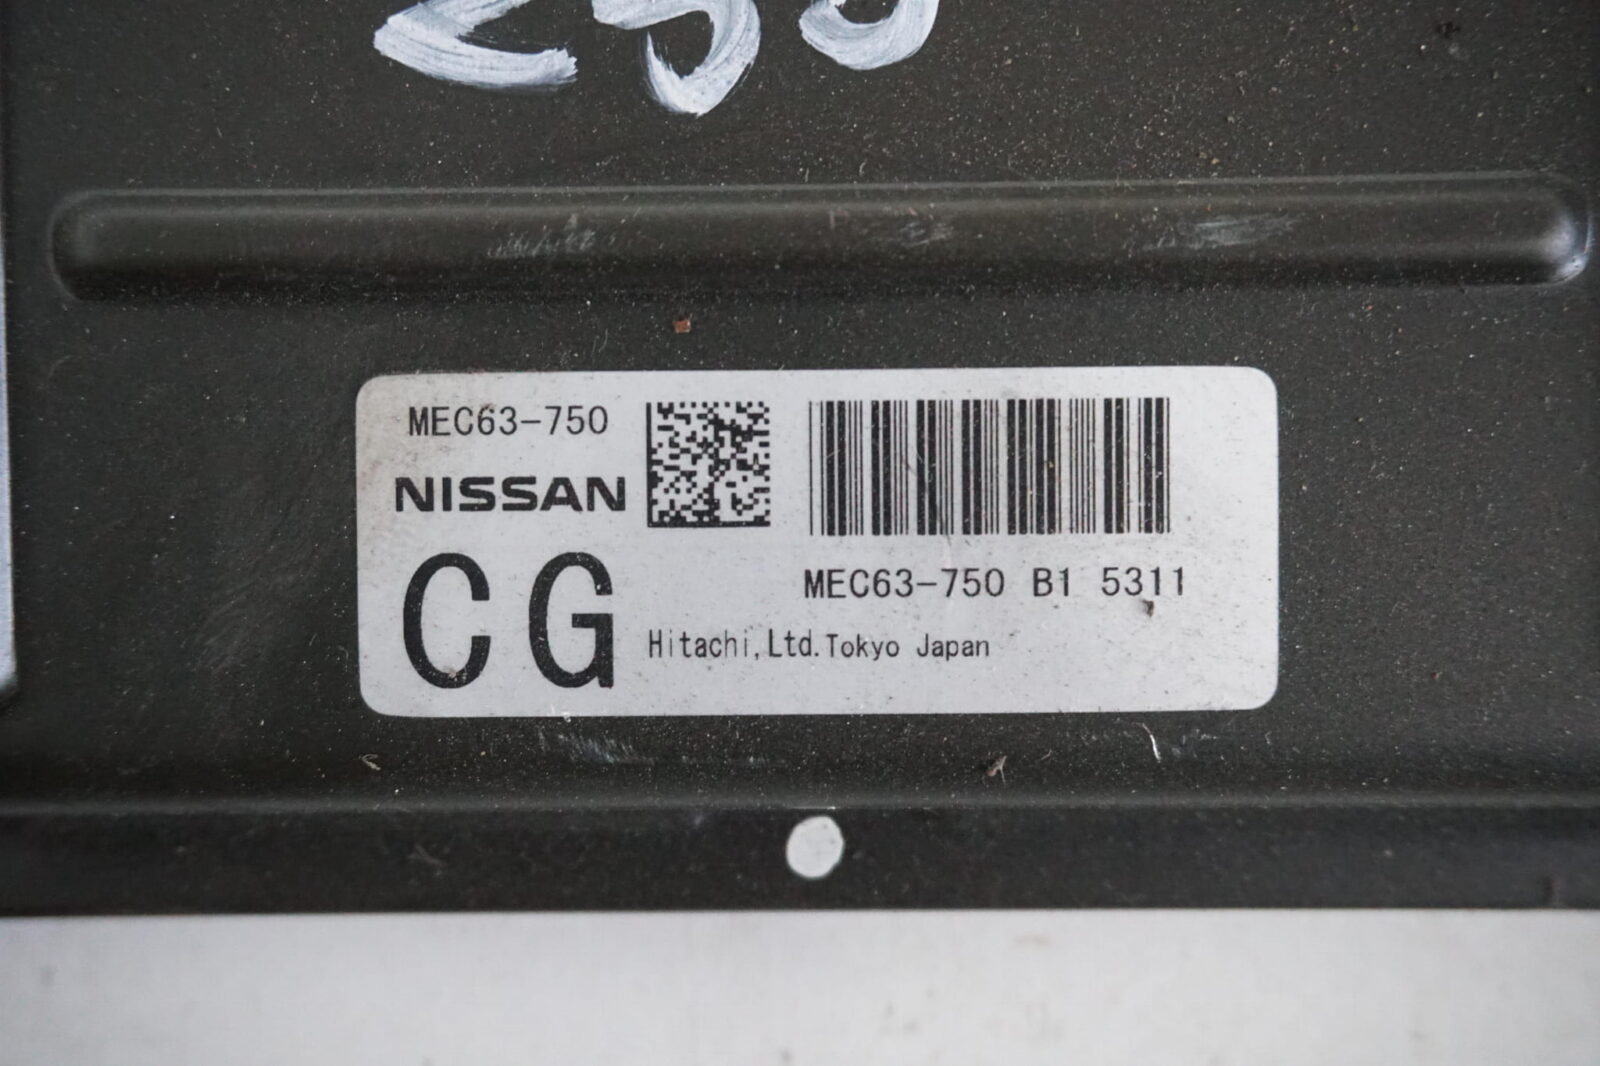 MEC63-750
NISSAN
CG
MEC63-750 B1 5311
Hitachi,Ltd.Tokyo Japan